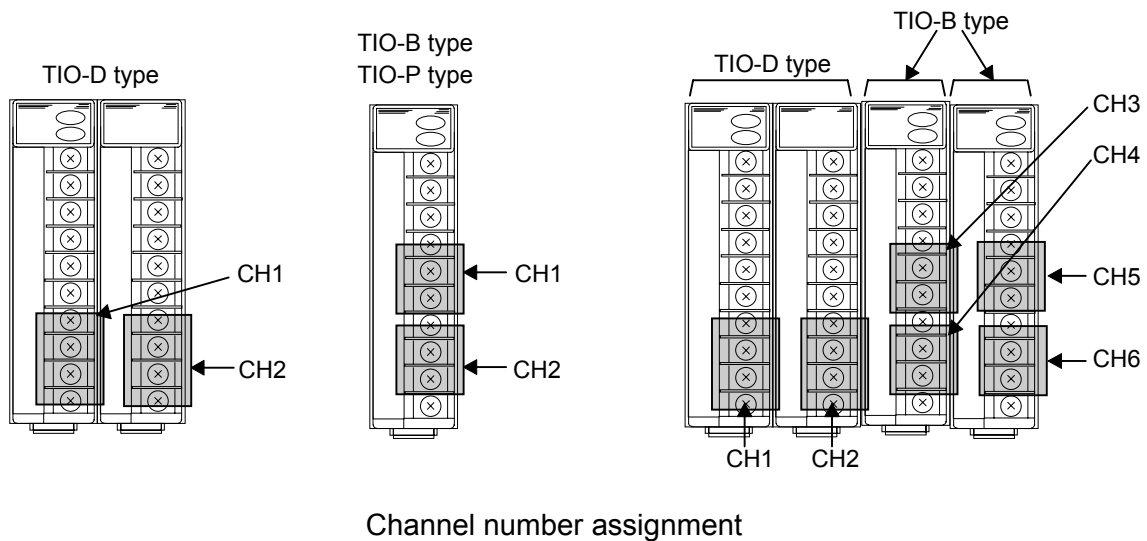 TIO-D type
CH1
CH2
TIO-B type
TIO-P type
CH1
CH2
TIO-B type
TIO-D type
CH3
CH4
CH5
CH6
CH1
CH2
Channel number assignment